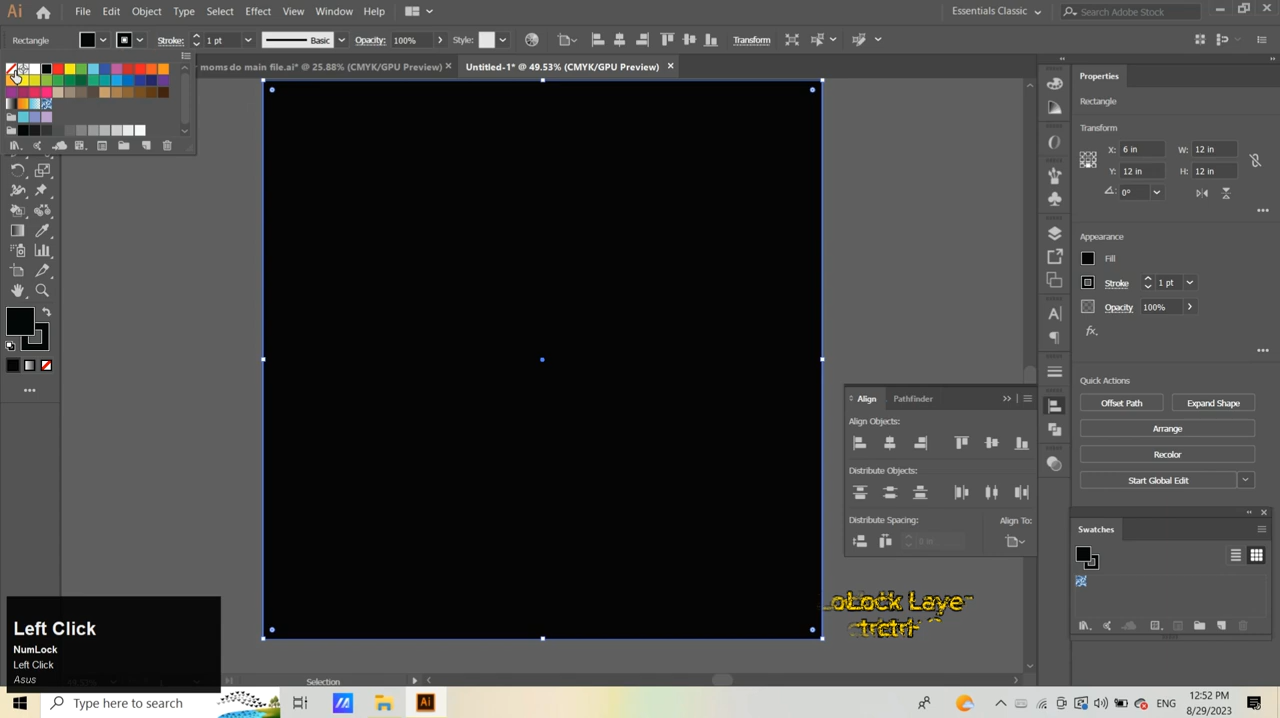 Ai File Edit Object Type Select Effect View Window Help Essentials Classic Search Adobe Stock
Rectangle Stroke: 1 pt Basic Opacity: 100% Style: Transform
moms do main file.ai* @ 25.88% (CMYK/GPU Preview) × Untitled-1* @ 49.53% (CMYK/GPU Preview) ×
Properties
Rectangle
Transform
X: 6 in W: 12 in
Y: 12 in H: 12 in
0°
Appearance
Fill
Stroke 1 pt
Opacity 100%
fx.
Quick Actions
Offset Path Expand Shape
Arrange
Recolor
Start Global Edit
Align Pathfinder
Align Objects:
Distribute Objects:
Distribute Spacing: Align To:
0 in
Swatches
Left Click
NumLock
Left Click
Asus
Selection
Type here to search
Ai
ENG
12:52 PM
8/29/2023